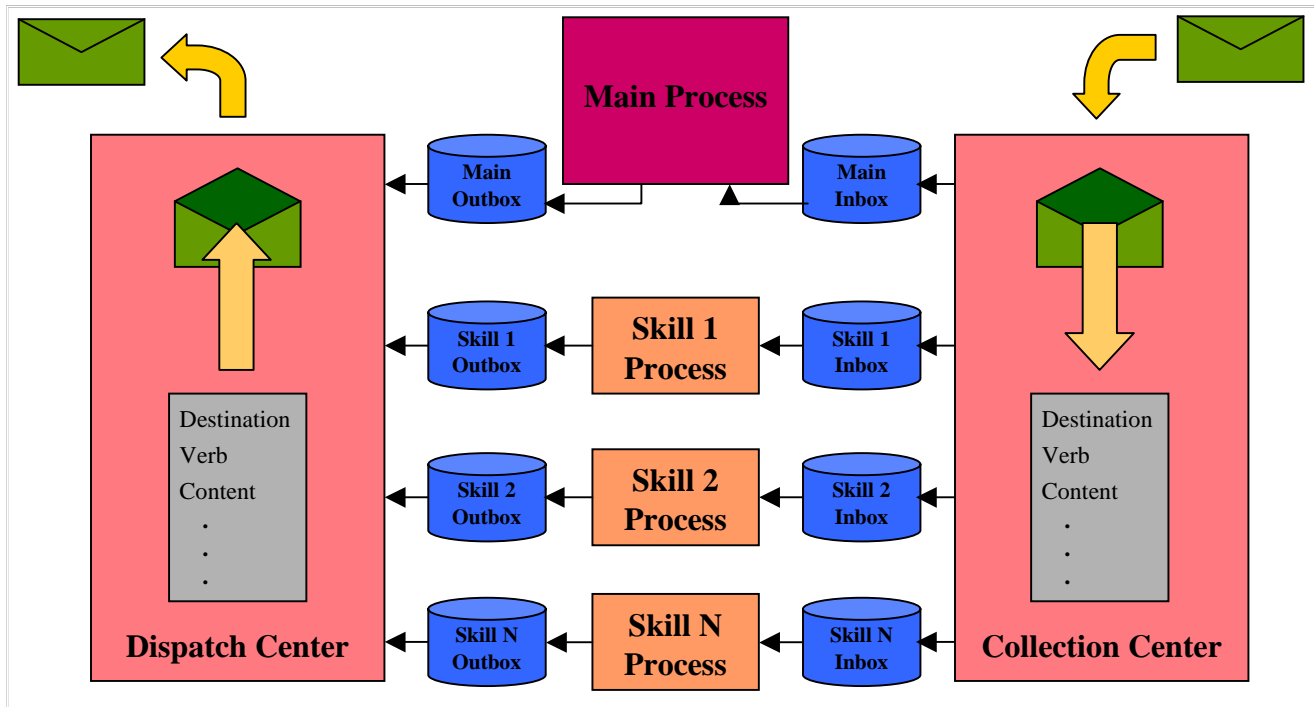 Main Process
Main
Outbox
Main
Inbox
Skill 1
Outbox
Skill 1
Process
Skill 1
Inbox
Destination
Verb
Content
.
.
.
Destination
Verb
Content
.
.
.
Skill 2
Outbox
Skill 2
Process
Skill 2
Inbox
Skill N
Outbox
Skill N
Process
Skill N
Inbox
Dispatch Center
Collection Center